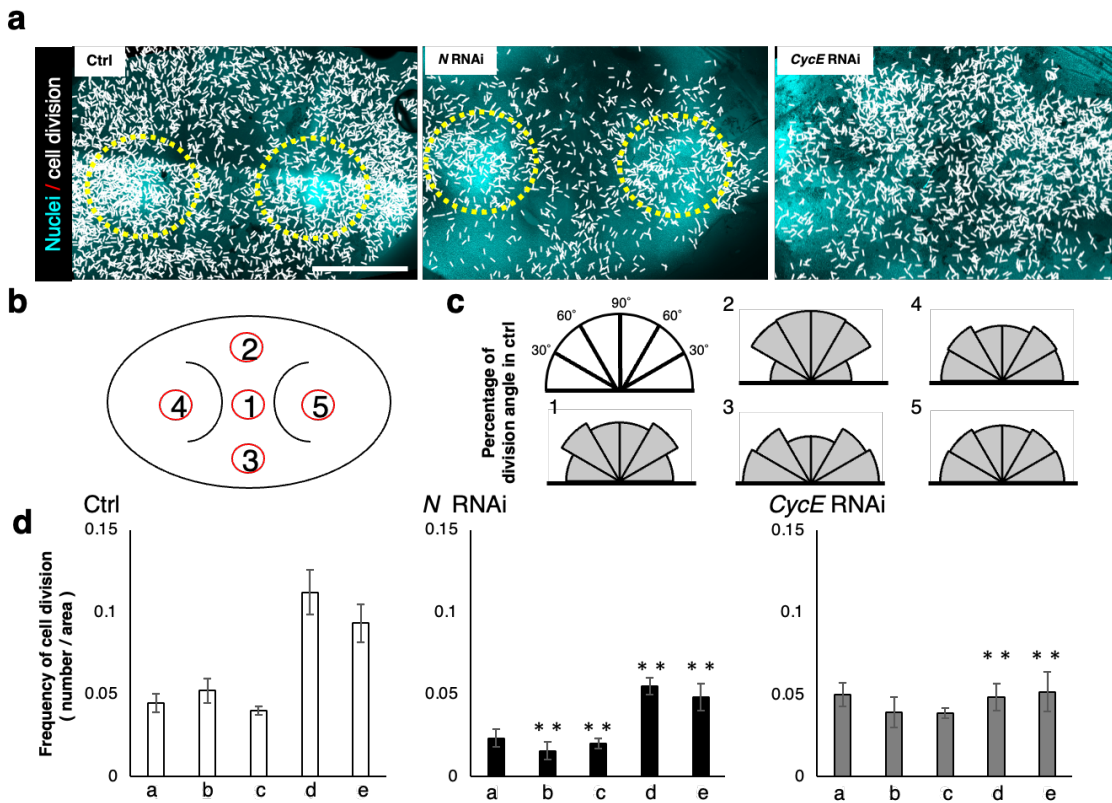 a
Nuclei / cell division
Ctrl
N RNAi
CycE RNAi
b
2
4 1 5
3
c
Percentage of
division angle in ctrl
90°
60° 60°
30° 30°
2
4
1
3
5
d
Frequency of cell division
( number / area )
Ctrl
0.15
0.1
0.05
0
a b c d e
N RNAi
0.15
0.1
0.05
0
** ** ** **
a b c d e
CycE RNAi
0.15
0.1
0.05
0
** **
a b c d e